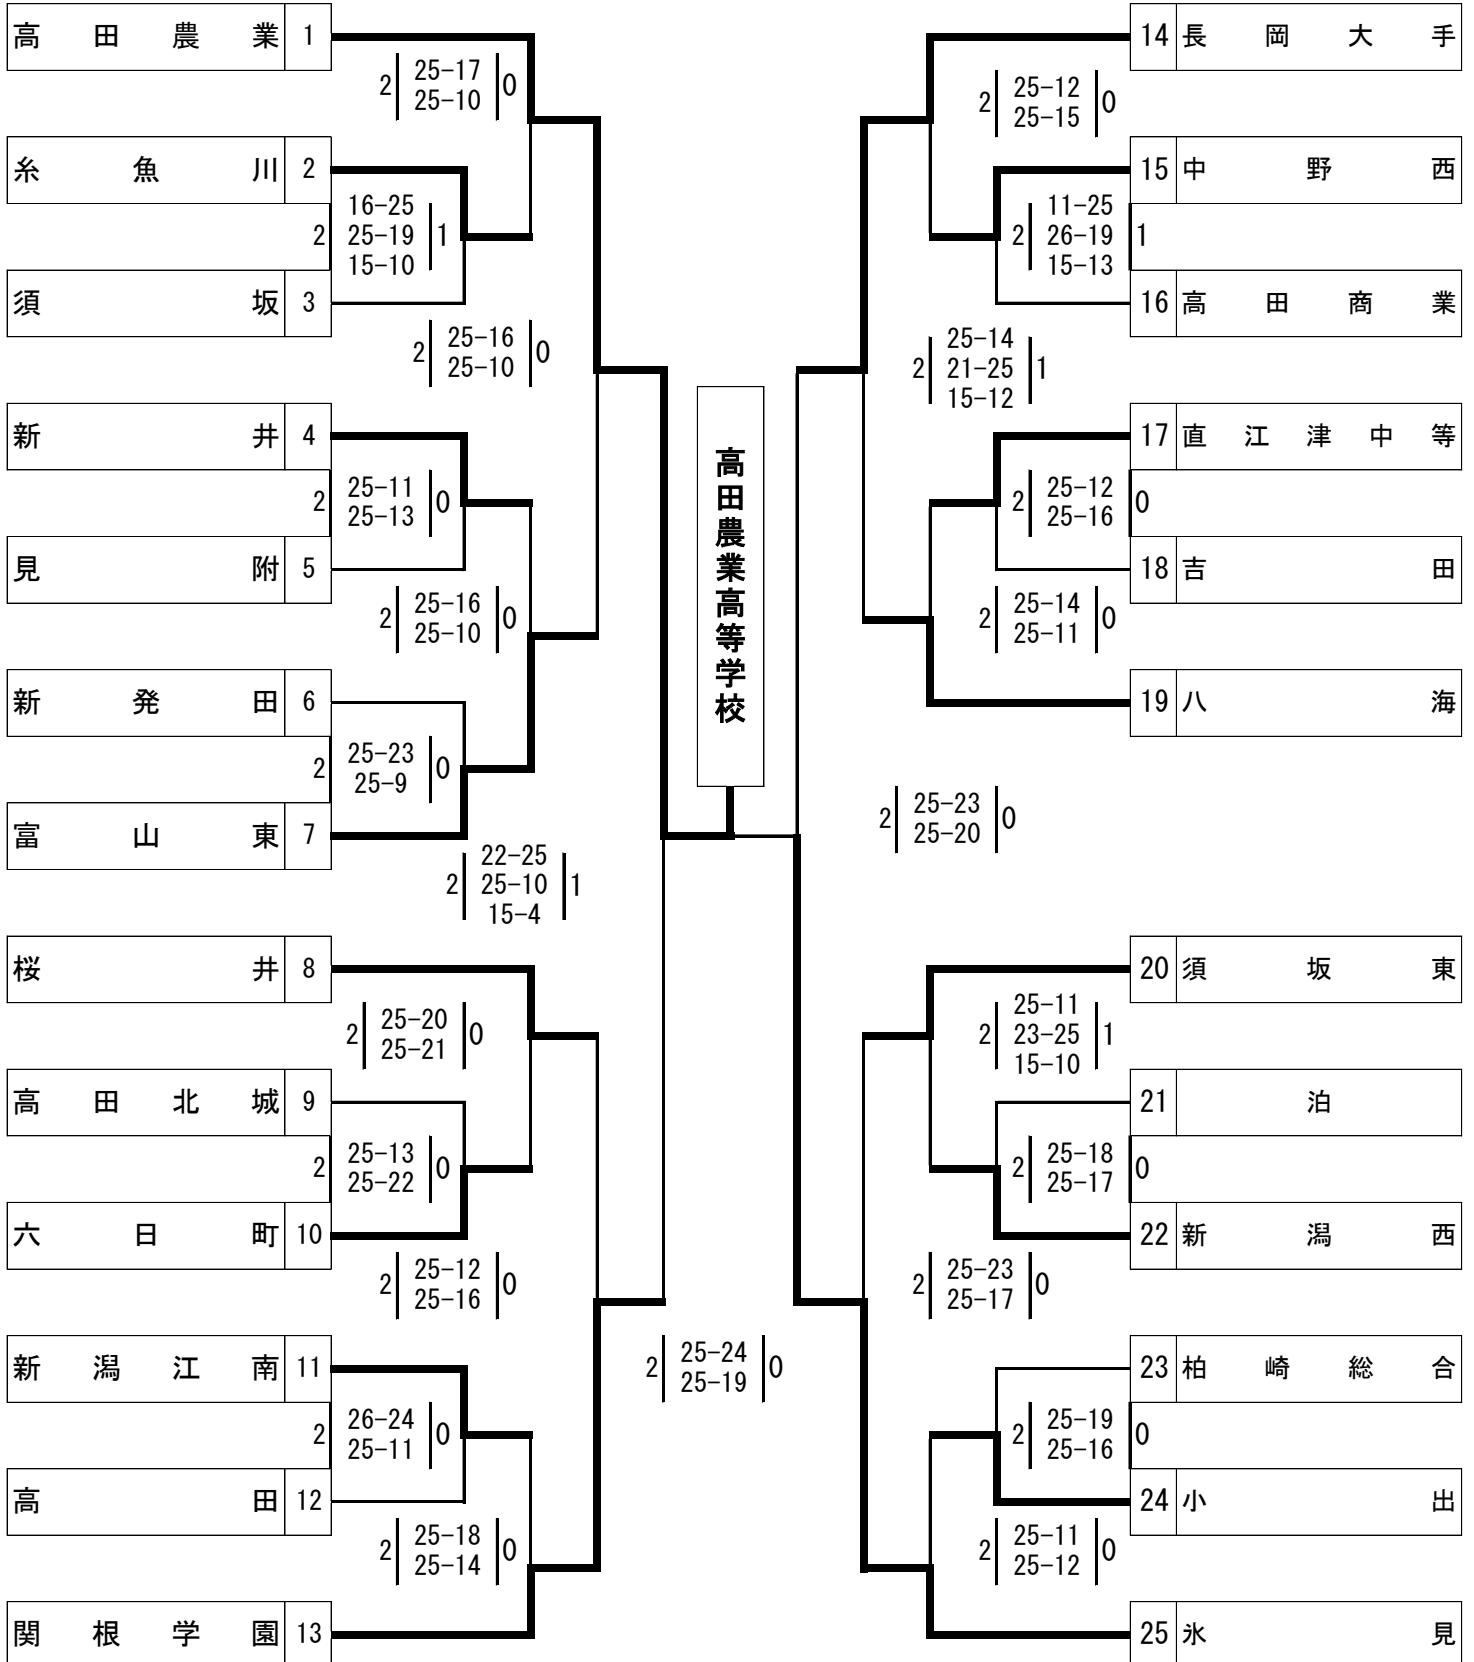 高田農業 1
2 25-17 0
25-10
糸魚川 2
2 16-25 1
25-19
15-10
須坂 3
2 25-16 0
25-10
新井 4
2 25-11 0
25-13
見附 5
2 25-16 0
25-10
新発田 6
2 25-23 0
25-9
富山東 7
2 22-25 1
25-10
15-4
桜井 8
2 25-20 0
25-21
高田北城 9
2 25-13 0
25-22
六日町 10
2 25-12 0
25-16
新潟江南 11
2 26-24 0
25-11
高田 12
2 25-18 0
25-14
関根学園 13
高田農業高等学校
2 25-24 0
25-19
14 長岡大手
2 25-12 0
25-15
15 中野西
2 11-25 1
26-19
15-13
16 高田商業
2 25-14 1
21-25
15-12
17 直江津中等
2 25-12 0
25-16
18 吉田
2 25-14 0
25-11
19 八海
2 25-23 0
25-20
20 須坂東
2 25-11 1
23-25
15-10
21 泊
2 25-18 0
25-17
22 新潟西
2 25-23 0
25-17
23 柏崎総合
2 25-19 0
25-16
24 小出
2 25-11 0
25-12
25 氷見